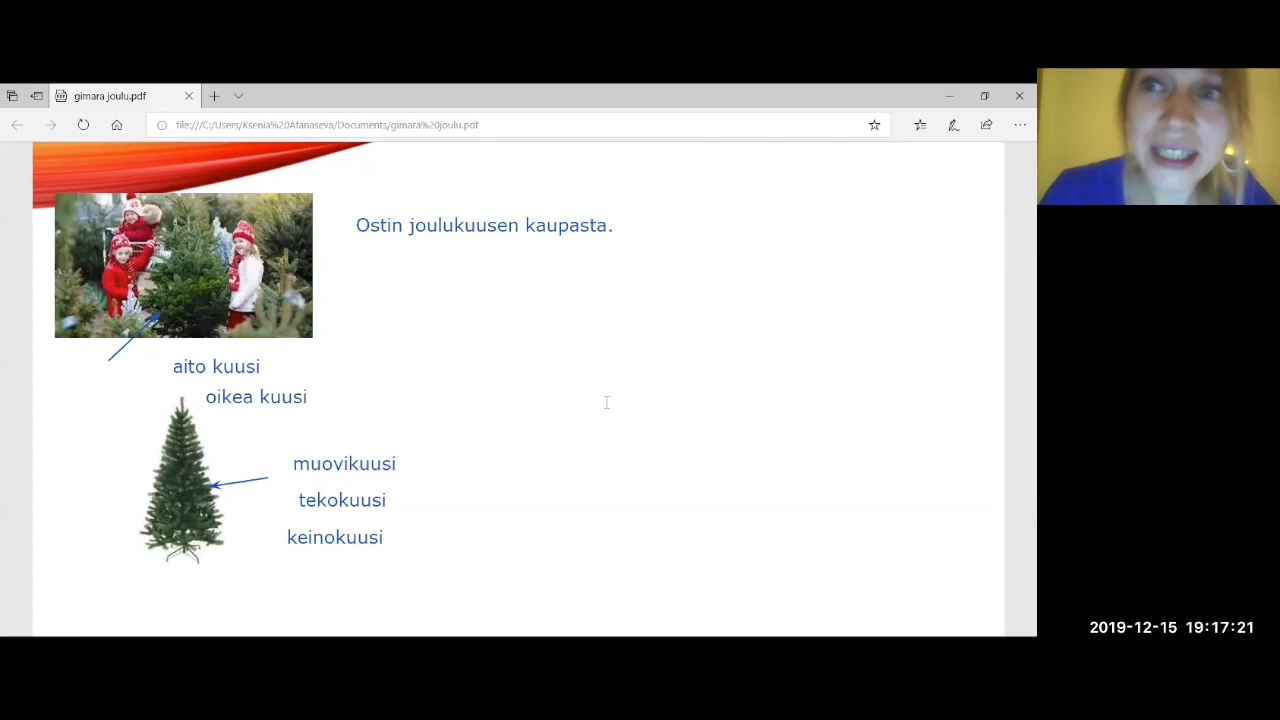 gimara joulu.pdf
file:///C:/Users/Ksenia%20Afanaseva/Documents/gimara%20joulu.pdf
Ostin joulukuusen kaupasta.
aito kuusi
oikea kuusi
muovikuusi
tekokuusi
keinokuusi
2019-12-15 19:17:21